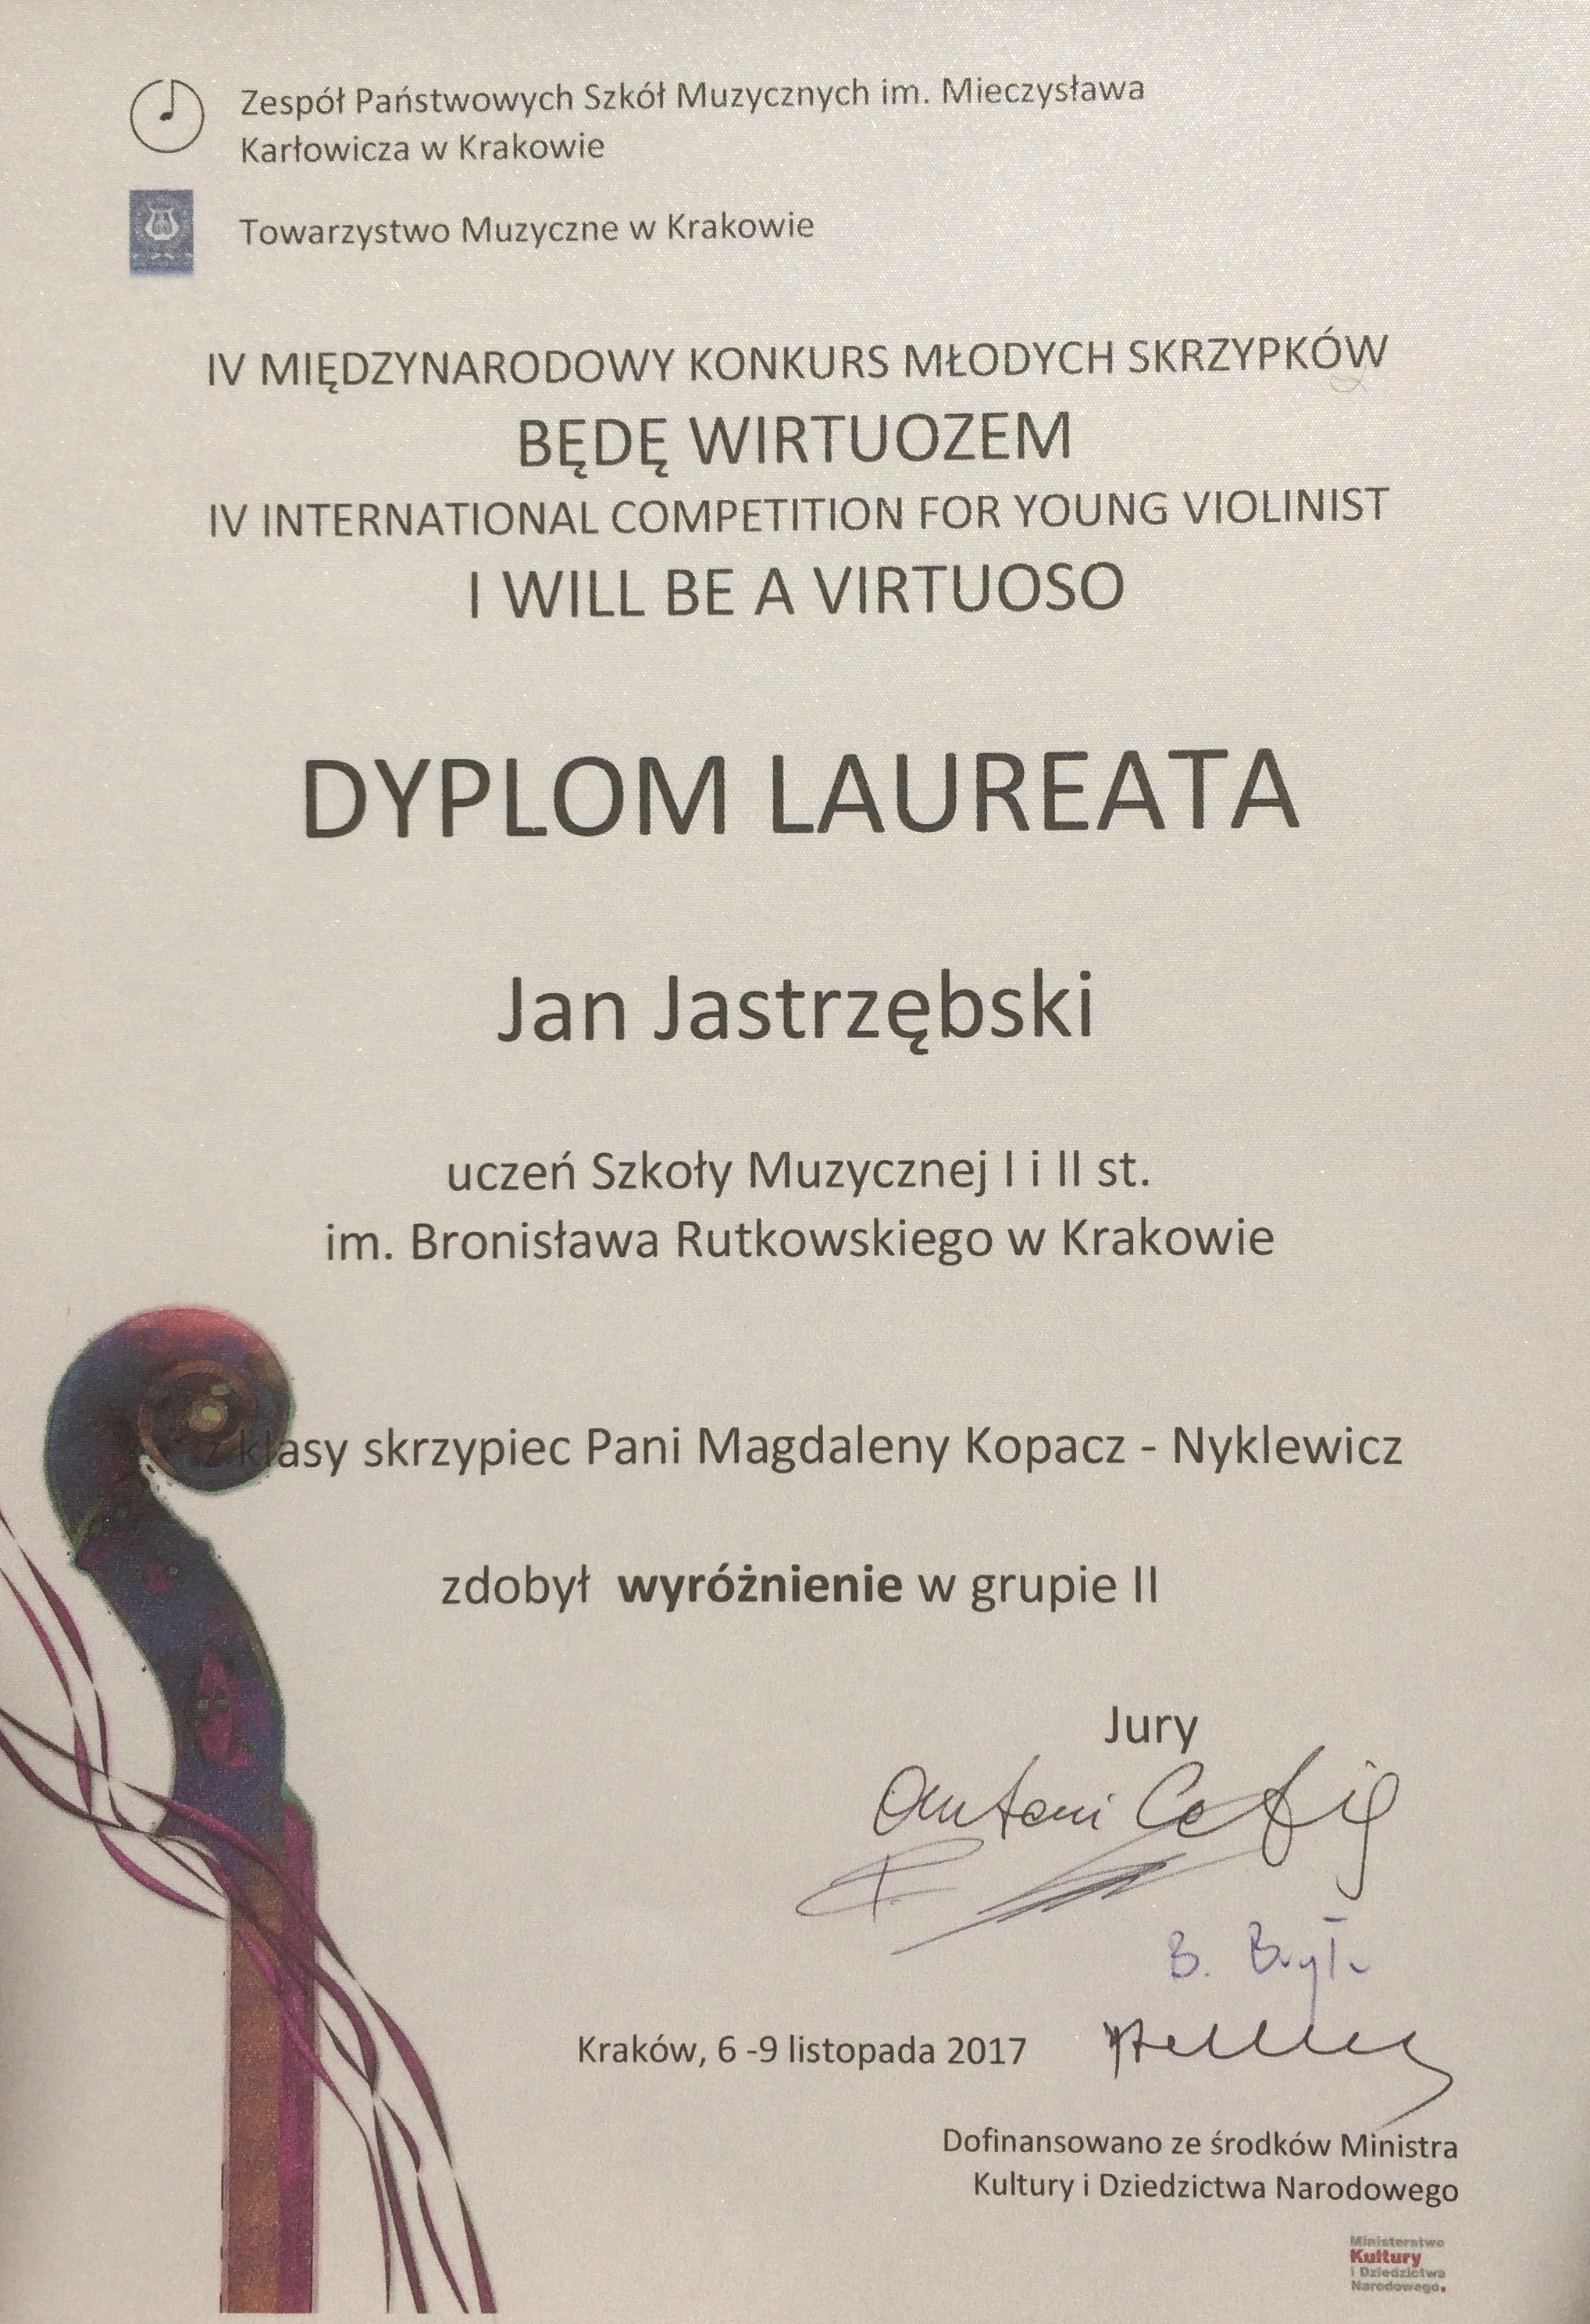 Zespół Państwowych Szkół Muzycznych im. Mieczysława
Karłowicza w Krakowie
Towarzystwo Muzyczne w Krakowie
IV MIĘDZYNARODOWY KONKURS MŁODYCH SKRZYPKÓW
BĘDĘ WIRTUOZEM
IV INTERNATIONAL COMPETITION FOR YOUNG VIOLINIST
I WILL BE A VIRTUOSO
DYPLOM LAUREATA
Jan Jastrzębski
uczeń Szkoły Muzycznej I i II st.
im. Bronisława Rutkowskiego w Krakowie
z klasy skrzypiec Pani Magdaleny Kopacz - Nyklewicz
zdobył wyróżnienie w grupie II
Jury
Antoni
B.
Kraków, 6 -9 listopada 2017
Dofinansowano ze środków Ministra
Kultury i Dziedzictwa Narodowego
Ministerstwo
Kultury
i Dziedzictwa
Narodowego.